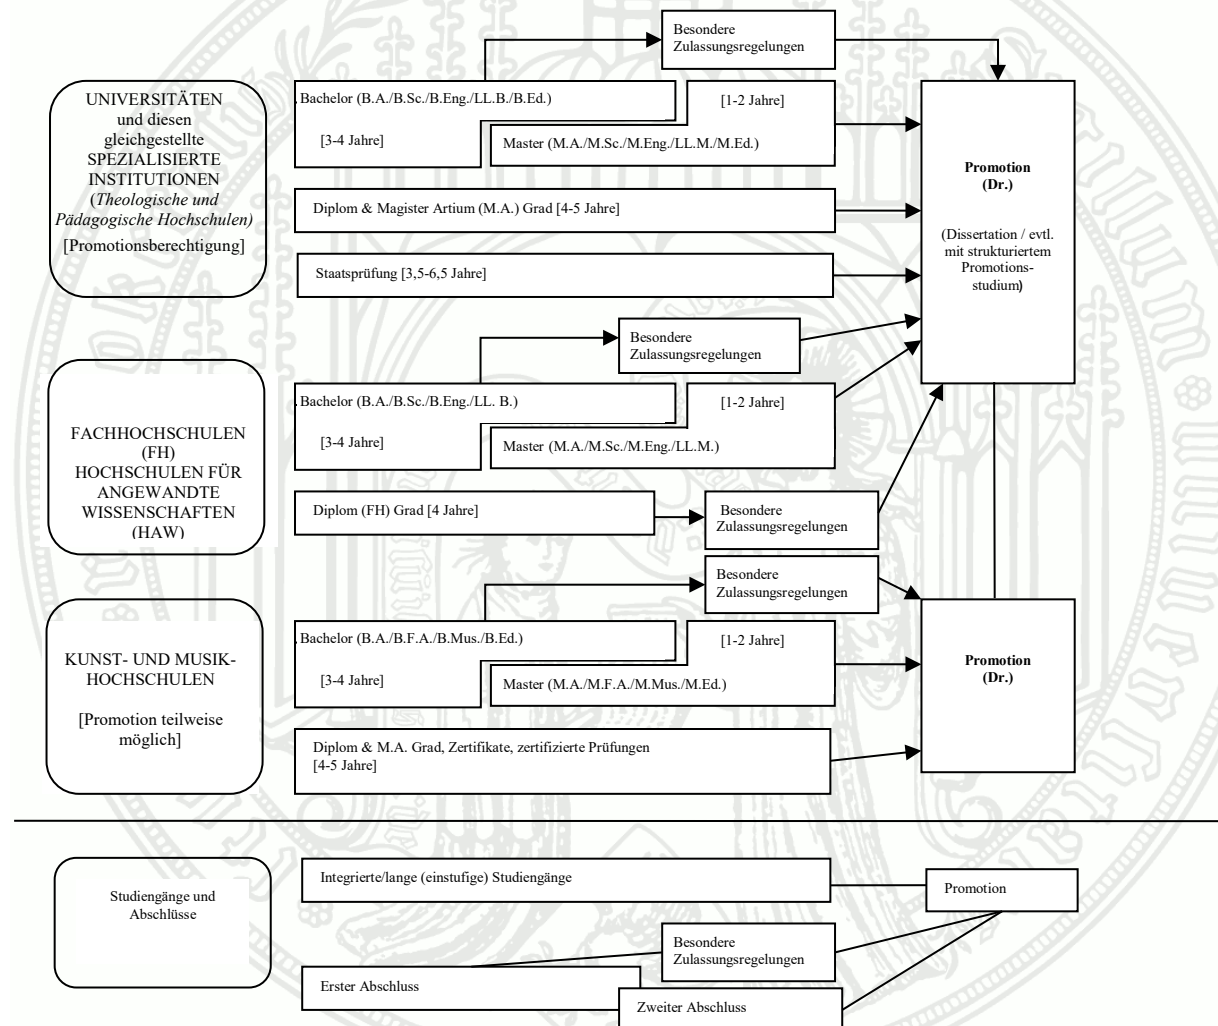 Besondere
Zulassungsregelungen
UNIVERSITÄTEN
und diesen
gleichgestellte
SPEZIALISIERTE
INSTITUTIONEN
(Theologische und
Pädagogische Hochschulen)
[Promotionsberechtigung]
Bachelor (B.A./B.Sc./B.Eng./LL.B./B.Ed.)
[1-2 Jahre]
[3-4 Jahre]
Master (M.A./M.Sc./M.Eng./LL.M./M.Ed.)
Diplom & Magister Artium (M.A.) Grad [4-5 Jahre]
Staatsprüfung [3,5-6,5 Jahre]
Promotion
(Dr.)
(Dissertation / evtl.
mit strukturiertem
Promotions-
studium)
Besondere
Zulassungsregelungen
FACHHOCHSCHULEN
(FH)
HOCHSCHULEN FÜR
ANGEWANDTE
WISSENSCHAFTEN
(HAW)
Bachelor (B.A./B.Sc./B.Eng./LL. B.)
[1-2 Jahre]
[3-4 Jahre]
Master (M.A./M.Sc./M.Eng./LL.M.)
Diplom (FH) Grad [4 Jahre]
Besondere
Zulassungsregelungen
Besondere
Zulassungsregelungen
KUNST- UND MUSIK-
HOCHSCHULEN
[Promotion teilweise
möglich]
Bachelor (B.A./B.F.A./B.Mus./B.Ed.)
[1-2 Jahre]
[3-4 Jahre]
Master (M.A./M.F.A./M.Mus./M.Ed.)
Diplom & M.A. Grad, Zertifikate, zertifizierte Prüfungen
[4-5 Jahre]
Promotion
(Dr.)
Studiengänge und
Abschlüsse
Integrierte/lange (einstufige) Studiengänge
Promotion
Besondere
Zulassungsregelungen
Erster Abschluss
Zweiter Abschluss